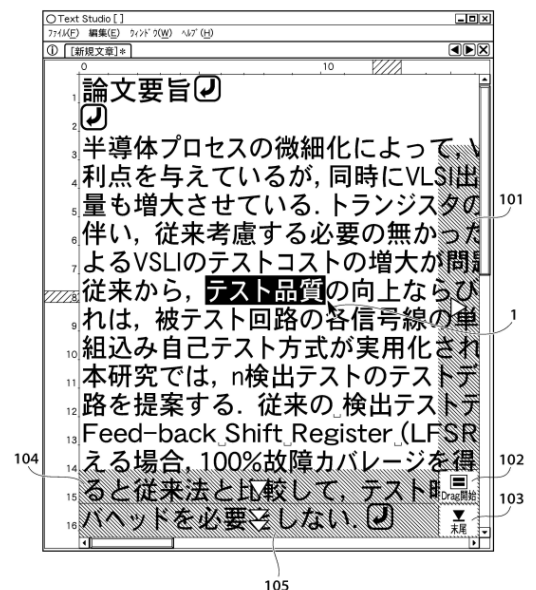 Text Studio [ ]
ファイル(F) 編集(E) ウィンドウ(W) ヘルプ(H)
① [新規文章]*
0 10
1 論文要旨
2
3 半導体プロセスの微細化によって, V
4 利点を与えているが, 同時にVLSI出
5 量も増大させている. トランジスタの
6 伴い, 従来考慮する必要の無かった
7 よるVSLIのテストコストの増大が問題
8 従来から, テスト品質の向上ならび
9 れは, 被テスト回路の各信号線の単
10 組込み自己テスト方式が実用化され
11 本研究では, n検出テストのテストデ
12 路を提案する. 従来の 検出テストデ
13 Feed-back Shift Register (LFSR
14 える場合, 100%故障カバレージを得
15 ると従来法と比較して, テスト時
16 バヘッドを必要としない.
Drag開始
末尾
101
1
102
103
104
105